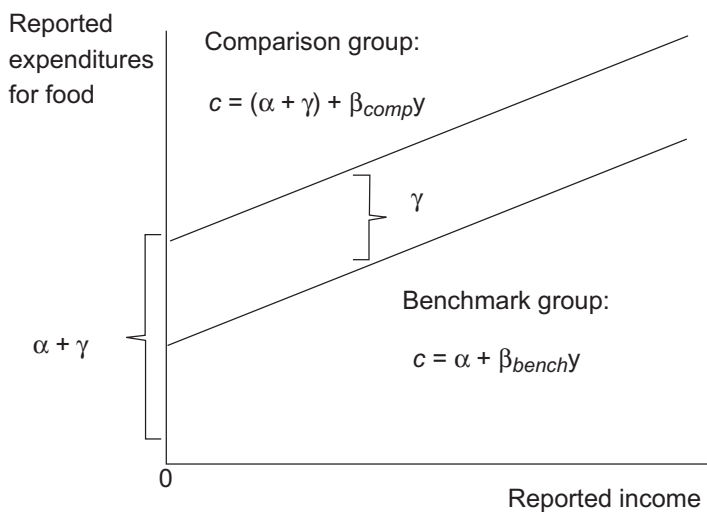 Reported
expenditures
for food
Comparison group:
c = (α + γ) + β_comp y
γ
Benchmark group:
α + γ
c = α + β_bench y
0
Reported income